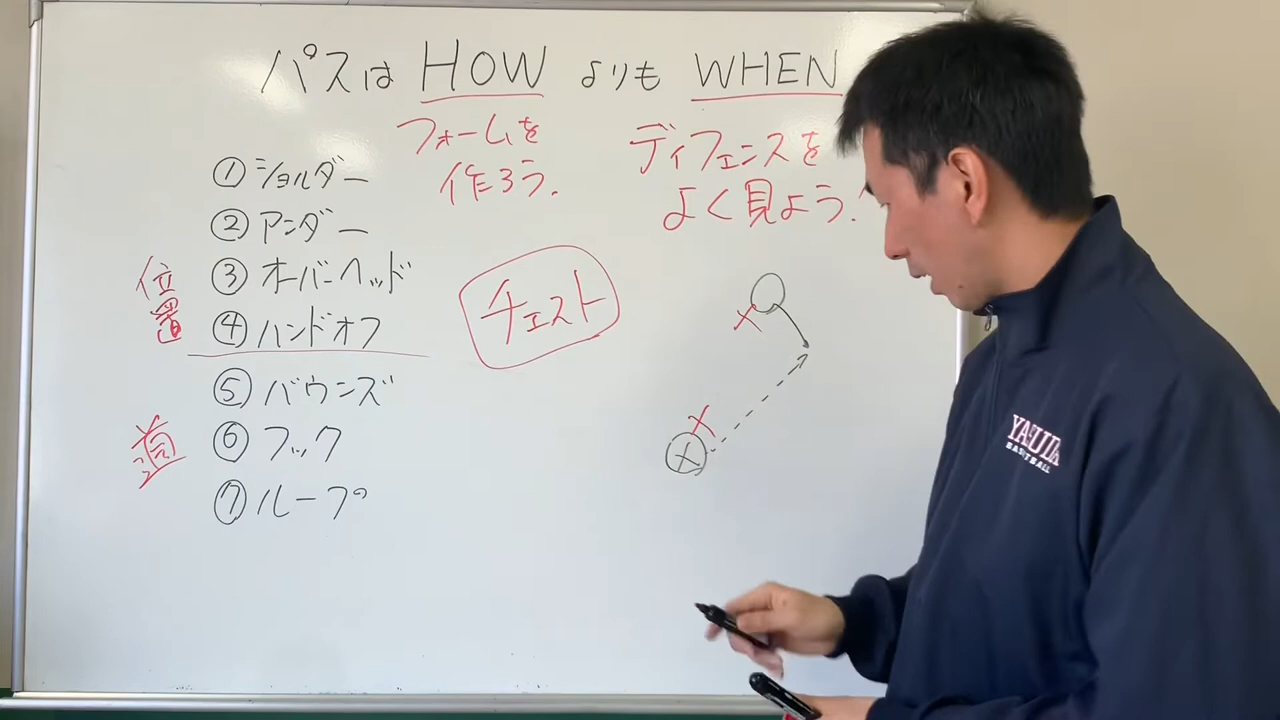 パスは HOW よりも WHEN
フォームを
作ろう.
ディフェンスを
よく見よう!
①ショルダー
②アンダー
③オーバーヘッド
④ハンドオフ
⑤バウンズ
⑥フック
⑦ループ
位置
道
チェスト
X
X
X
BASKETBALL